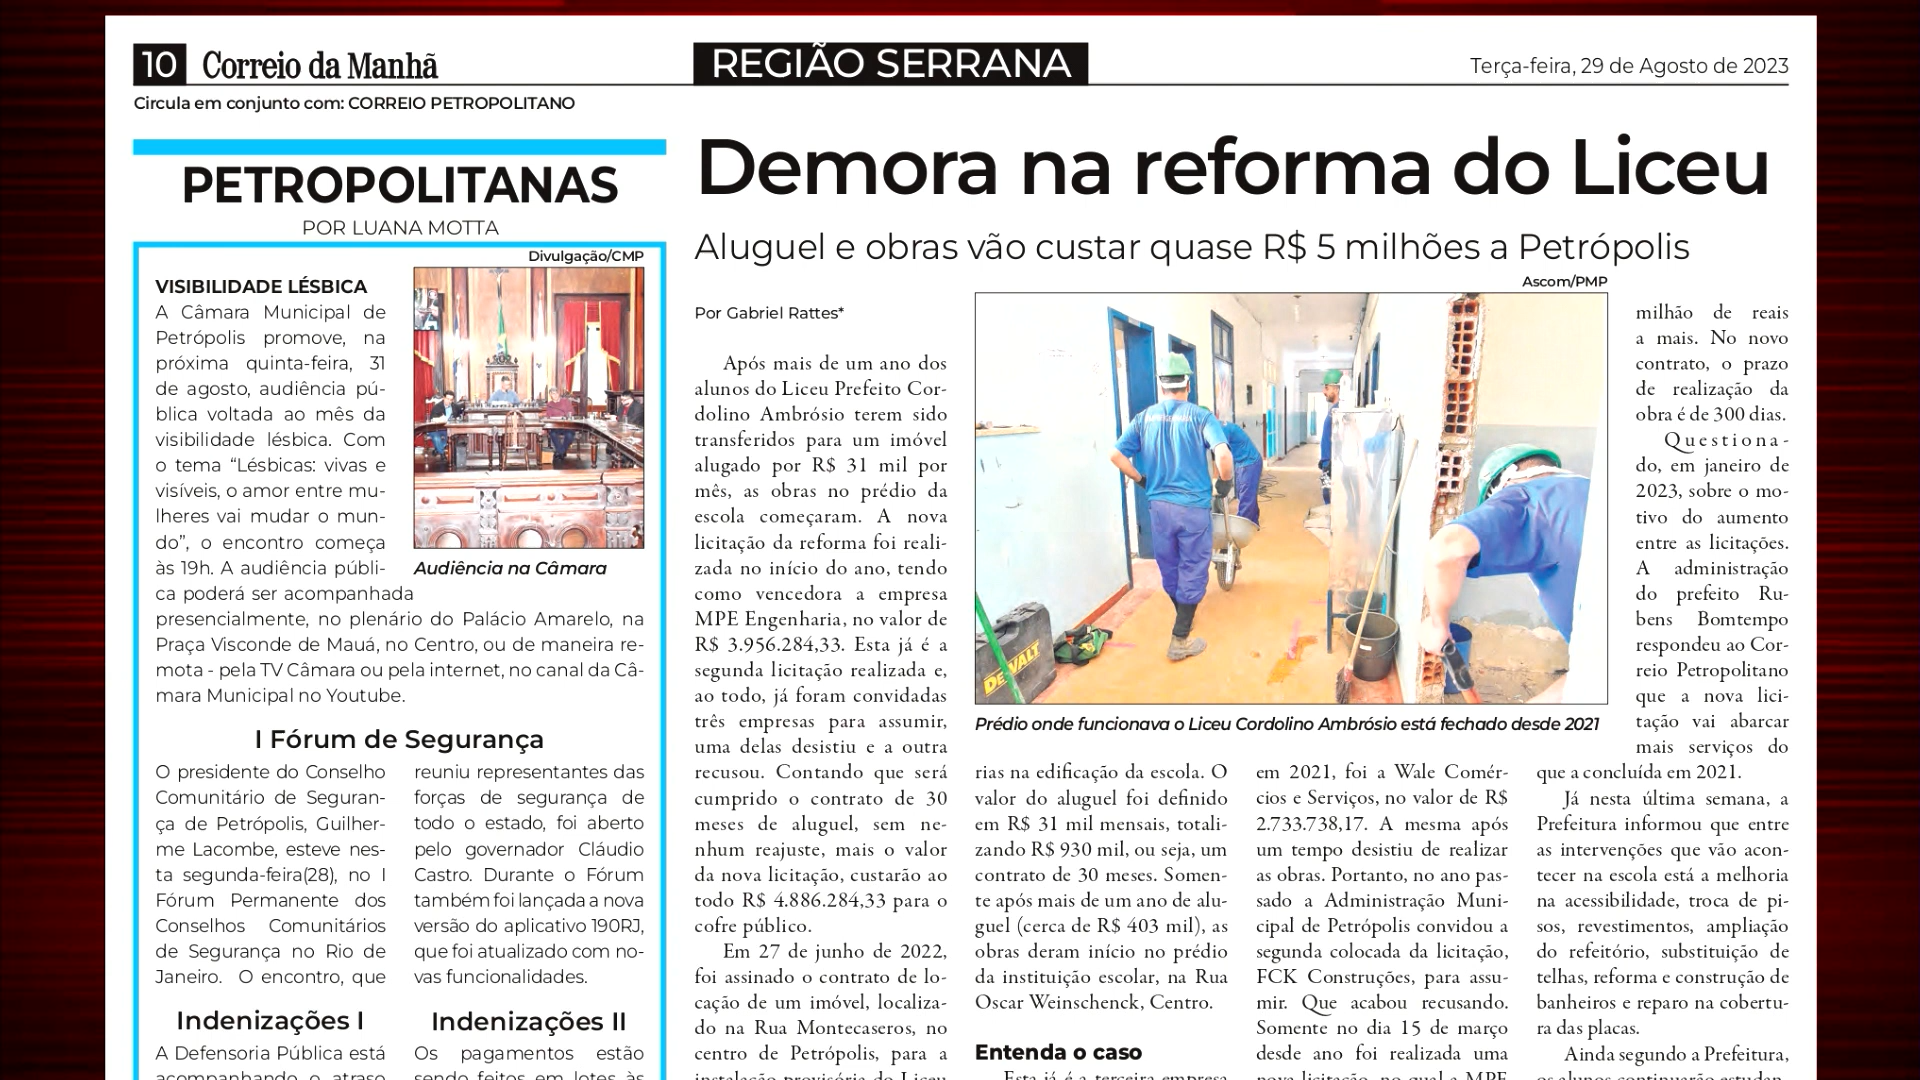 10 Correio da Manhã
REGIÃO SERRANA
Terça-feira, 29 de Agosto de 2023
Circula em conjunto com: CORREIO PETROPOLITANO
PETROPOLITANAS
POR LUANA MOTTA
Divulgação/CMP
VISIBILIDADE LÉSBICA
A Câmara Municipal de
Petrópolis promove, na
próxima quinta-feira, 31
de agosto, audiência pú-
blica voltada ao mês da
visibilidade lésbica. Com
o tema “Lésbicas: vivas e
visíveis, o amor entre mu-
lheres vai mudar o mun-
do”, o encontro começa
às 19h. A audiência públi-
ca poderá ser acompanhada
Audiência na Câmara
presencialmente, no plenário do Palácio Amarelo, na
Praça Visconde de Mauá, no Centro, ou de maneira re-
mota - pela TV Câmara ou pela internet, no canal da Câ-
mara Municipal no Youtube.
I Fórum de Segurança
O presidente do Conselho
Comunitário de Seguran-
ça de Petrópolis, Guilher-
me Lacombe, esteve nes-
ta segunda-feira(28), no I
Fórum Permanente dos
Conselhos Comunitários
de Segurança no Rio de
Janeiro. O encontro, que
reuniu representantes das
forças de segurança de
todo o estado, foi aberto
pelo governador Cláudio
Castro. Durante o Fórum
também foi lançada a nova
versão do aplicativo 190RJ,
que foi atualizado com no-
vas funcionalidades.
Indenizações I
A Defensoria Pública está
acompanhando o atraso
Indenizações II
Os pagamentos estão
sendo feitos em lotes às
Demora na reforma do Liceu
Aluguel e obras vão custar quase R$ 5 milhões a Petrópolis
Por Gabriel Rattes*
Após mais de um ano dos
alunos do Liceu Prefeito Cor-
dolino Ambrósio terem sido
transferidos para um imóvel
alugado por R$ 31 mil por
mês, as obras no prédio da
escola começaram. A nova
licitação da reforma foi reali-
zada no início do ano, tendo
como vencedora a empresa
MPE Engenharia, no valor de
R$ 3.956.284,33. Esta já é a
segunda licitação realizada e,
ao todo, já foram convidadas
três empresas para assumir,
uma delas desistiu e a outra
recusou. Contando que será
cumprido o contrato de 30
meses de aluguel, sem ne-
nhum reajuste, mais o valor
da nova licitação, custarão ao
todo R$ 4.886.284,33 para o
cofre público.
Em 27 de junho de 2022,
foi assinado o contrato de lo-
cação de um imóvel, localiza-
do na Rua Montecaseros, no
centro de Petrópolis, para a
instalação provisória do Liceu
Ascom/PMP
DEWALT
Prédio onde funcionava o Liceu Cordolino Ambrósio está fechado desde 2021
rias na edificação da escola. O
valor do aluguel foi definido
em R$ 31 mil mensais, totali-
zando R$ 930 mil, ou seja, um
contrato de 30 meses. Somen-
te após mais de um ano de alu-
guel (cerca de R$ 403 mil), as
obras deram início no prédio
da instituição escolar, na Rua
Oscar Weinschenck, Centro.
Entenda o caso
Esta já é a terceira empresa
em 2021, foi a Wale Comér-
cios e Serviços, no valor de R$
2.733.738,17. A mesma após
um tempo desistiu de realizar
as obras. Portanto, no ano pas-
sado a Administração Muni-
cipal de Petrópolis convidou a
segunda colocada da licitação,
FCK Construções, para assu-
mir. Que acabou recusando.
Somente no dia 15 de março
desde ano foi realizada uma
nova licitação, no qual a MPE
milhão de reais
a mais. No novo
contrato, o prazo
de realização da
obra é de 300 dias.
Questiona-
do, em janeiro de
2023, sobre o mo-
tivo do aumento
entre as licitações.
A administração
do prefeito Ru-
bens Bomtempo
respondeu ao Cor-
reio Petropolitano
que a nova lici-
tação vai abarcar
mais serviços do
que a concluída em 2021.
Já nesta última semana, a
Prefeitura informou que entre
as intervenções que vão acon-
tecer na escola está a melhoria
na acessibilidade, troca de pi-
sos, revestimentos, ampliação
do refeitório, substituição de
telhas, reforma e construção de
banheiros e reparo na cobertu-
ra das placas.
Ainda segundo a Prefeitura,
os alunos continuarão estudan-